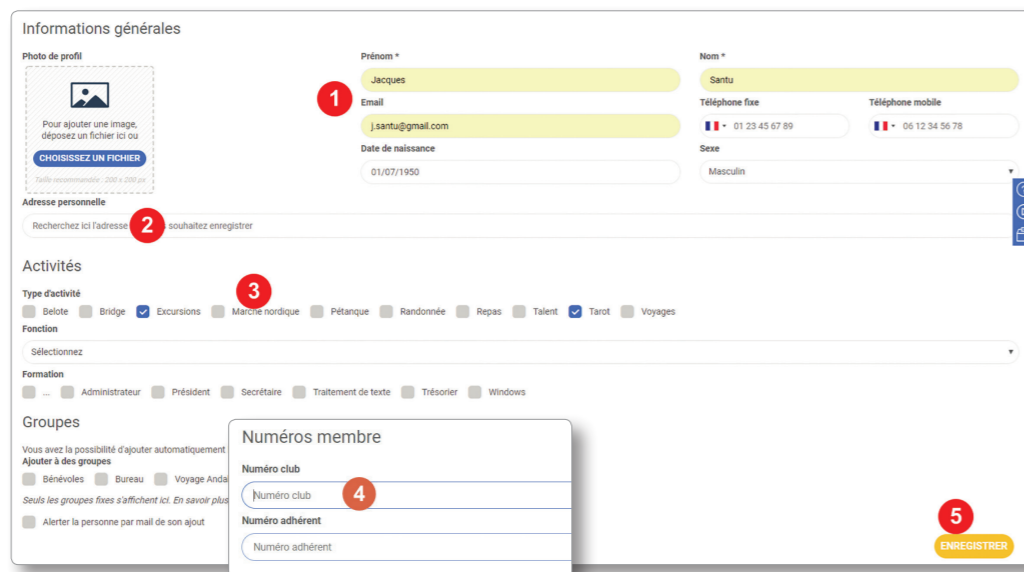 Informations générales
Photo de profil
Pour ajouter une image,
déposez un fichier ici ou
CHOISISSEZ UN FICHIER
Taille recommandée : 200 x 200 px
Prénom *
Jacques
Nom *
Santu
1
Email
j.santu@gmail.com
Téléphone fixe
01 23 45 67 89
Téléphone mobile
06 12 34 56 78
Date de naissance
01/07/1950
Sexe
Masculin
Adresse personnelle
Recherchez ici l'adresse souhaitez enregistrer
2
Activités
3
Type d'activité
Belote Bridge Excursions Marche nordique Pétanque Randonnée Repas Talent Tarot Voyages
Fonction
Sélectionnez
Formation
... Administrateur Président Secrétaire Traitement de texte Trésorier Windows
Groupes
Vous avez la possibilité d'ajouter automatiquement
Ajouter à des groupes
Bénévoles Bureau Voyage Anda
Seuls les groupes fixes s'affichent ici. En savoir plus
Alerter la personne par mail de son ajout
Numéros membre
Numéro club
Numéro club
4
Numéro adhérent
Numéro adhérent
5
ENREGISTRER